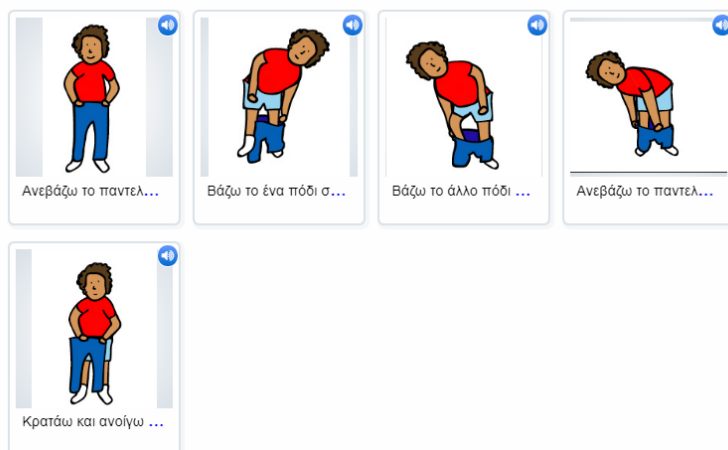 Ανεβάζω το παντελ...
Βάζω το ένα πόδι σ...
Βάζω το άλλο πόδι ...
Ανεβάζω το παντελ...
Κρατάω και ανοίγω ...